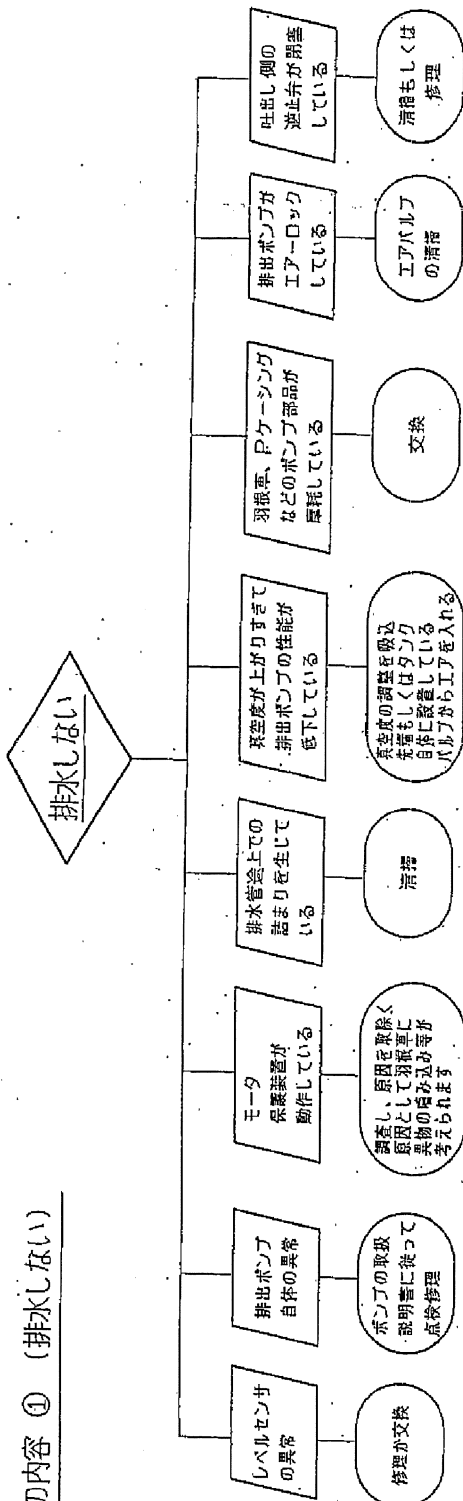 の内容 ① (排水しない)
排水しない
レベルセンサ
の異常
修理か交換
排出ポンプ
自体の異常
ポンプの取扱
説明書に従って
点検修理
モータ
保護装置が
動作している
調査し、原因を取除く
原因として羽根車に
異物の噛み込み等が
考えられます
排水管途上での
詰まりを生じて
いる
清掃
真空度が上がりすぎて
排出ポンプの性能が
低下している
真空度の調整を吸込
先端もしくはタンク
自体に設置している
バルブからエアを入れる
羽根車、Pケーシング
などのポンプ部品が
摩耗している
交換
排出ポンプが
エアーロック
している
エアバルブ
の清掃
吐出し側の
逆止弁が閉塞
している
清掃もしくは
修理